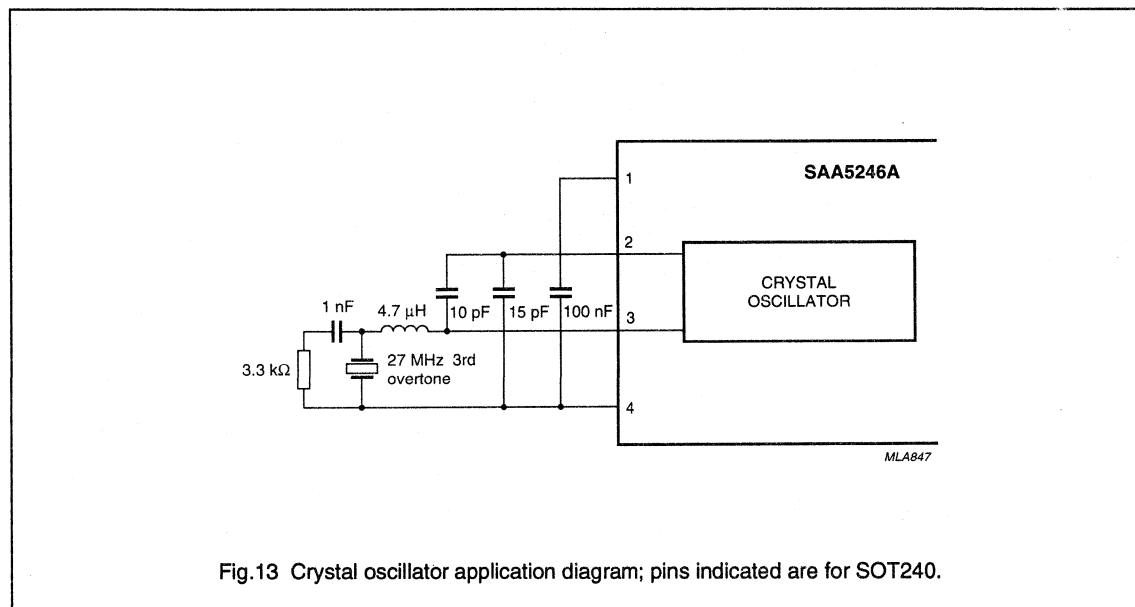 SAA5246A
1
2
CRYSTAL
OSCILLATOR
1 nF
4.7 μH
10 pF
15 pF
100 nF
3
3.3 kΩ
27 MHz 3rd
overtone
4
MLA847
Fig.13 Crystal oscillator application diagram; pins indicated are for SOT240.